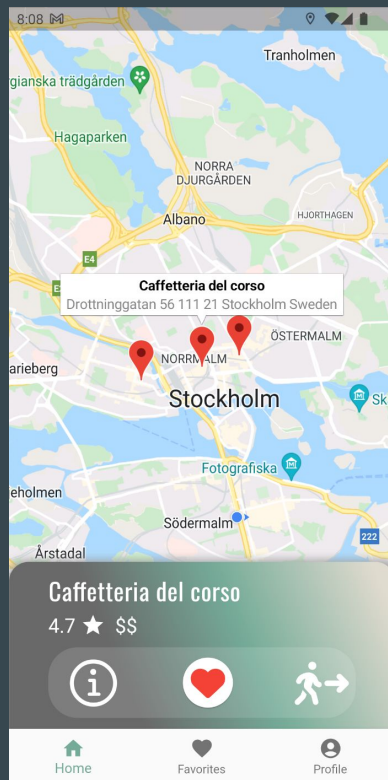 8:08
Tranholmen
gianska trädgården
Hagaparken
NORRA
DJURGÅRDEN
HJORTHAGEN
Albano
E4
Caffetteria del corso
Drottninggatan 56 111 21 Stockholm Sweden
ÖSTERMALM
NORRMALM
arieberg
Stockholm
Sk
Fotografiska
eholmen
Södermalm
222
Årstadal
Caffetteria del corso
4.7 ★ $$
Home
Favorites
Profile